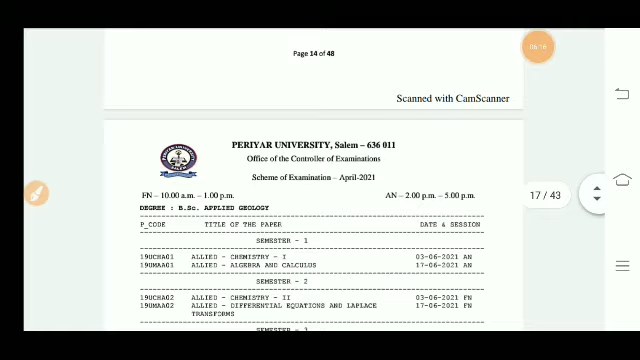 Page 14 of 48
06:16
Scanned with CamScanner
PERIYAR UNIVERSITY, Salem – 636 011
Office of the Controller of Examinations
Scheme of Examination – April-2021
FN – 10.00 a.m. – 1.00 p.m. AN – 2.00 p.m. – 5.00 p.m.
17 / 43
DEGREE : B.Sc. APPLIED GEOLOGY
P_CODE TITLE OF THE PAPER DATE & SESSION
SEMESTER - 1
19UCHA01 ALLIED - CHEMISTRY - I 03-06-2021 AN
19UMAA01 ALLIED - ALGEBRA AND CALCULUS 17-06-2021 AN
SEMESTER - 2
19UCHA02 ALLIED - CHEMISTRY - II 03-06-2021 FN
19UMAA02 ALLIED - DIFFERENTIAL EQUATIONS AND LAPLACE 17-06-2021 FN
TRANSFORMS
SEMESTER - 3